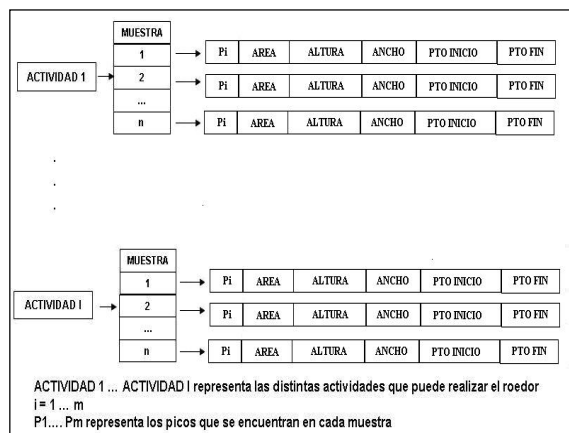 MUESTRA
1 Pi AREA ALTURA ANCHO PTO INICIO PTO FIN
ACTIVIDAD 1 2 Pi AREA ALTURA ANCHO PTO INICIO PTO FIN
...
n Pi AREA ALTURA ANCHO PTO INICIO PTO FIN
.
.
.
MUESTRA
1 Pi AREA ALTURA ANCHO PTO INICIO PTO FIN
ACTIVIDAD I 2 Pi AREA ALTURA ANCHO PTO INICIO PTO FIN
...
n Pi AREA ALTURA ANCHO PTO INICIO PTO FIN
ACTIVIDAD 1 ... ACTIVIDAD I representa las distintas actividades que puede realizar el roedor
i = 1 ... m
P1.... Pm representa los picos que se encuentran en cada muestra